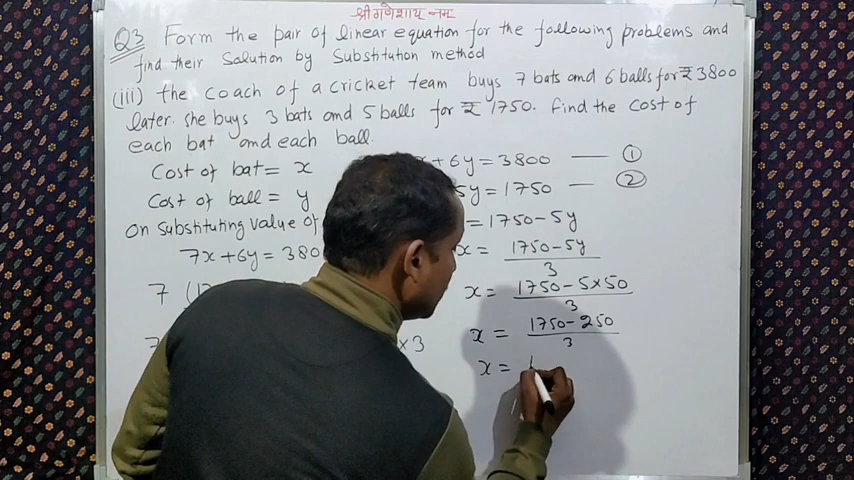 श्री गणेशाय नमः
Q3 Form the pair of linear equation for the following problems and
find their solution by Substitution method
(iii) the coach of a cricket team buys 7 bats and 6 balls for ₹ 3800
later. she buys 3 bats and 5 balls for ₹ 1750. find the cost of
each bat and each ball.
Cost of bat = x
x + 6y = 3800 — ①
Cost of ball = y
5y = 1750 — ②
on substituting value of
= 1750 - 5y
7x + 6y = 380
x = 1750 - 5y / 3
7
x = 1750 - 5×50 / 3
7
×3
x = 1750 - 250 / 3
x = 1